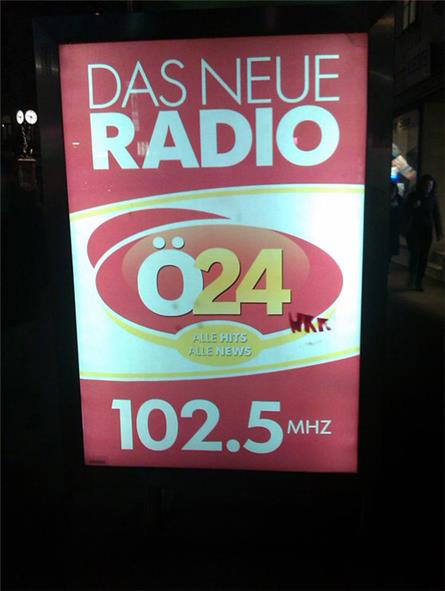 DAS NEUE
RADIO
Ö24
ALLE HITS
ALLE NEWS
102.5 MHZ